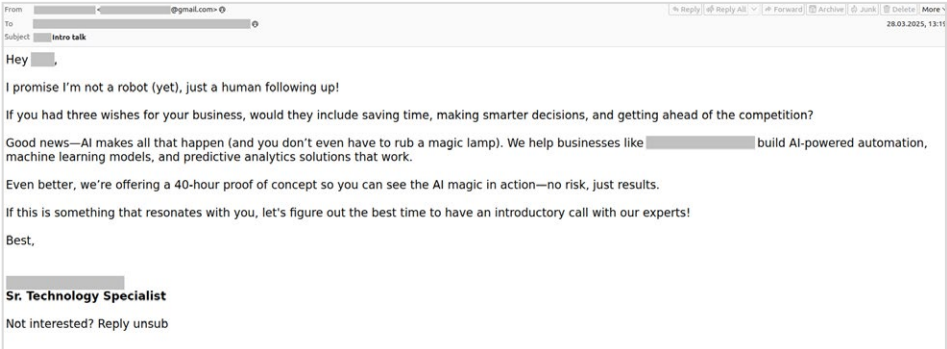 From < @gmail.com>
Reply Reply All Forward Archive Junk Delete More
To
28.03.2025, 13:19
Subject Intro talk
Hey ,
I promise I’m not a robot (yet), just a human following up!
If you had three wishes for your business, would they include saving time, making smarter decisions, and getting ahead of the competition?
Good news—AI makes all that happen (and you don’t even have to rub a magic lamp). We help businesses like build AI-powered automation,
machine learning models, and predictive analytics solutions that work.
Even better, we’re offering a 40-hour proof of concept so you can see the AI magic in action—no risk, just results.
If this is something that resonates with you, let's figure out the best time to have an introductory call with our experts!
Best,
Sr. Technology Specialist
Not interested? Reply unsub